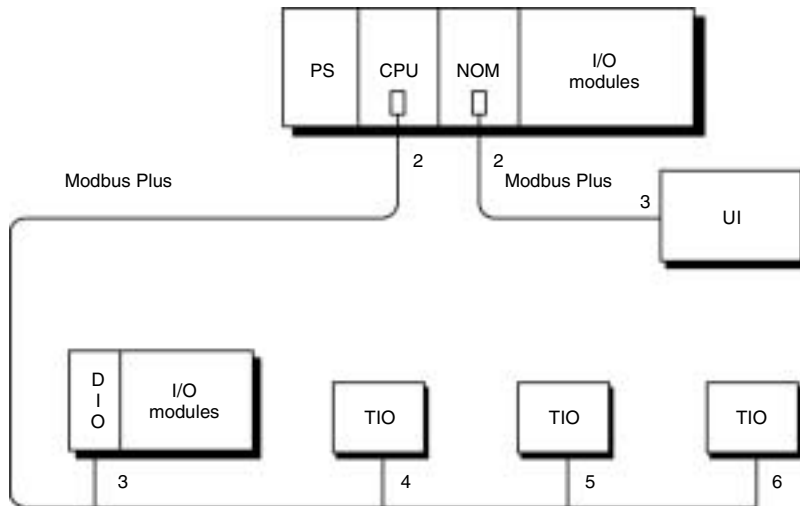 PS
CPU
NOM
I/O
modules
2
2
Modbus Plus
Modbus Plus
3
UI
D
I
O
I/O
modules
TIO
TIO
TIO
3
4
5
6